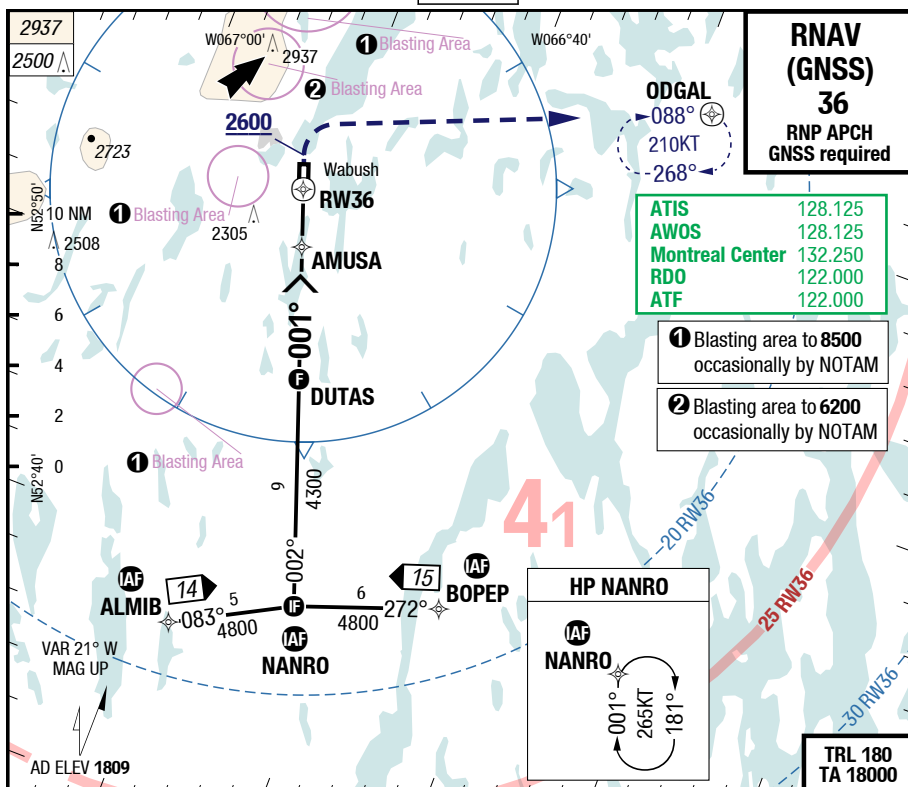 2937
2500
W067°00'
2937
1 Blasting Area
2 Blasting Area
W066°40'
RNAV
(GNSS)
36
RNP APCH
GNSS required
ODGAL
088°
210KT
268°
2600
2723
Wabush
RW36
N52°50'
10 NM
1 Blasting Area
2305
2508
AMUSA
8
6
4
2
0
001°
F
DUTAS
ATIS 128.125
AWOS 128.125
Montreal Center 132.250
RDO 122.000
ATF 122.000
1 Blasting area to 8500
occasionally by NOTAM
2 Blasting area to 6200
occasionally by NOTAM
1 Blasting Area
N52°40'
9
4300
41
20 RW36
002°
IAF
ALMIB
14
083°
5
4800
IF
IAF
NANRO
6
4800
15
272°
IAF
BOPEP
25 RW36
30 RW36
HP NANRO
IAF
NANRO
001°
265KT
181°
VAR 21° W
MAG UP
AD ELEV 1809
TRL 180
TA 18000